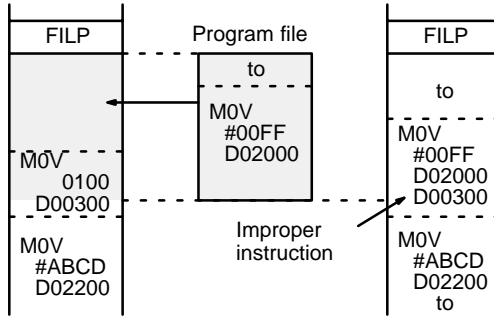 FILP
M0V
0100
D00300
M0V
#ABCD
D02200
Program file
to
M0V
#00FF
D02000
Improper
instruction
FILP
to
M0V
#00FF
D02000
D00300
M0V
#ABCD
D02200
to